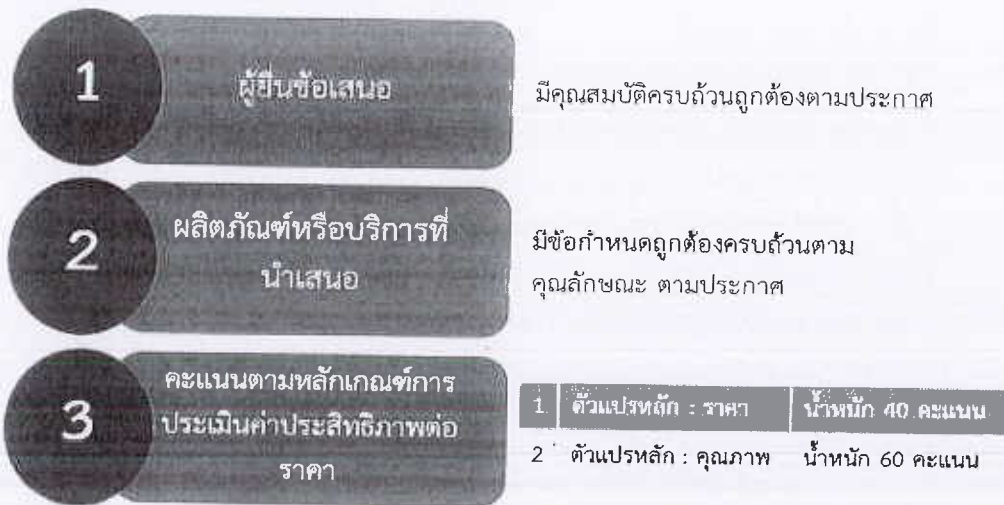 1
ผู้ยื่นข้อเสนอ
มีคุณสมบัติครบถ้วนถูกต้องตามประกาศ
2
ผลิตภัณฑ์หรือบริการที่
นำเสนอ
มีข้อกำหนดถูกต้องครบถ้วนตาม
คุณลักษณะ ตามประกาศ
3
คะแนนตามหลักเกณฑ์การ
ประเมินค่าประสิทธิภาพต่อ
ราคา
1 ตัวแปรหลัก : ราคา น้ำหนัก 40 คะแนน
2 ตัวแปรหลัก : คุณภาพ น้ำหนัก 60 คะแนน